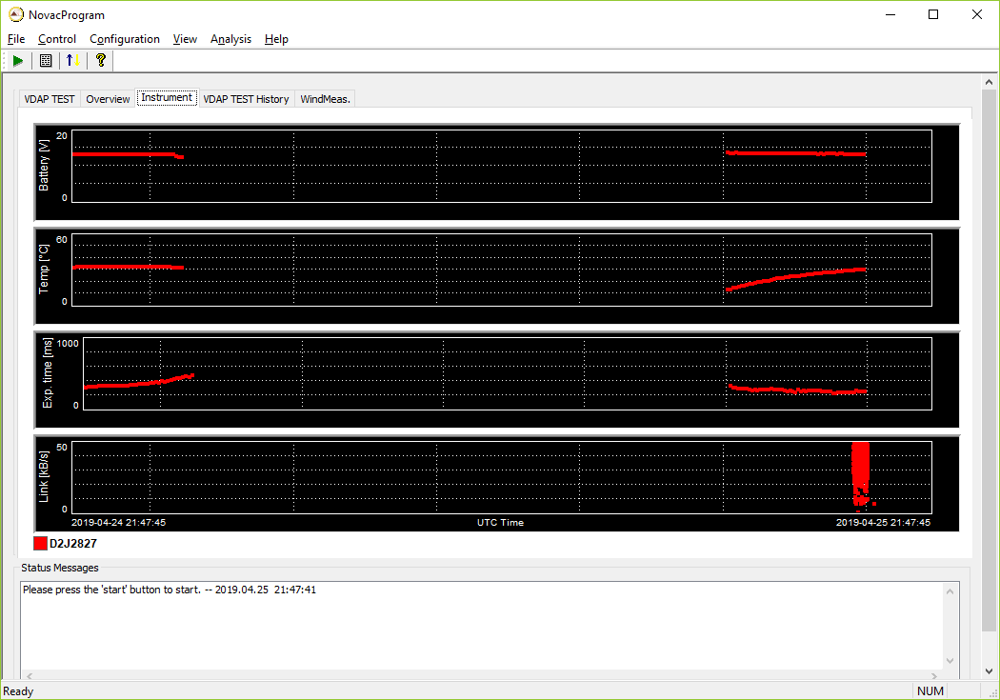 NovacProgram
File Control Configuration View Analysis Help
VDAP TEST Overview Instrument VDAP TEST History WindMeas.
Battery [V]
20
0
Temp [°C]
60
0
Exp. time [ms]
1000
0
Link [kB/s]
50
0
2019-04-24 21:47:45 UTC Time 2019-04-25 21:47:45
D2J2827
Status Messages
Please press the 'start' button to start. -- 2019.04.25 21:47:41
Ready NUM